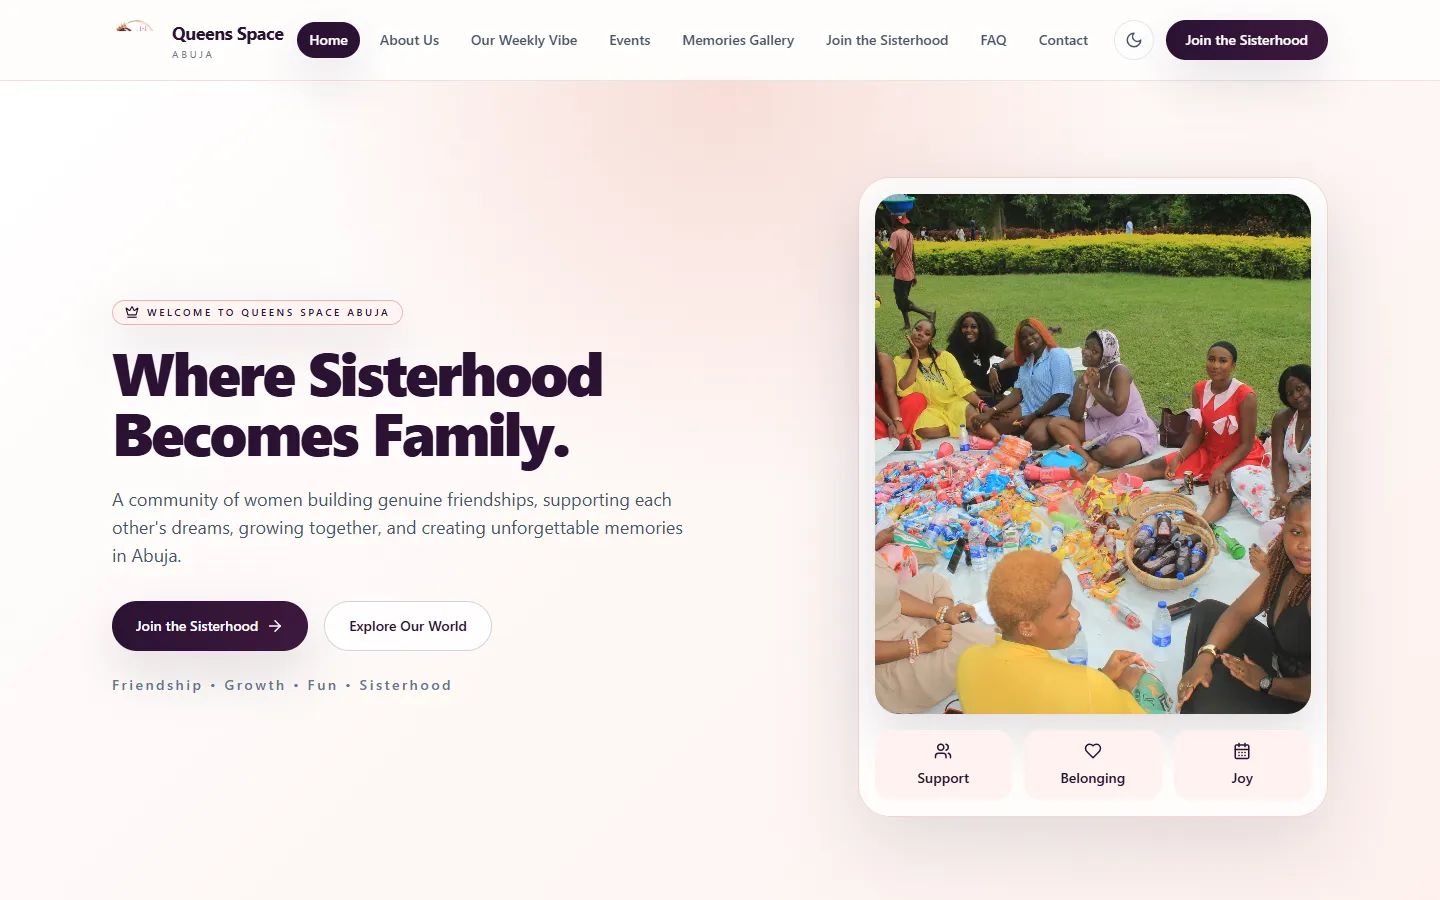 Queens Space
ABUJA
Home
About Us
Our Weekly Vibe
Events
Memories Gallery
Join the Sisterhood
FAQ
Contact
Join the Sisterhood
WELCOME TO QUEENS SPACE ABUJA
Where Sisterhood
Becomes Family.
A community of women building genuine friendships, supporting each
other's dreams, growing together, and creating unforgettable memories
in Abuja.
Join the Sisterhood
Explore Our World
Friendship • Growth • Fun • Sisterhood
Support
Belonging
Joy